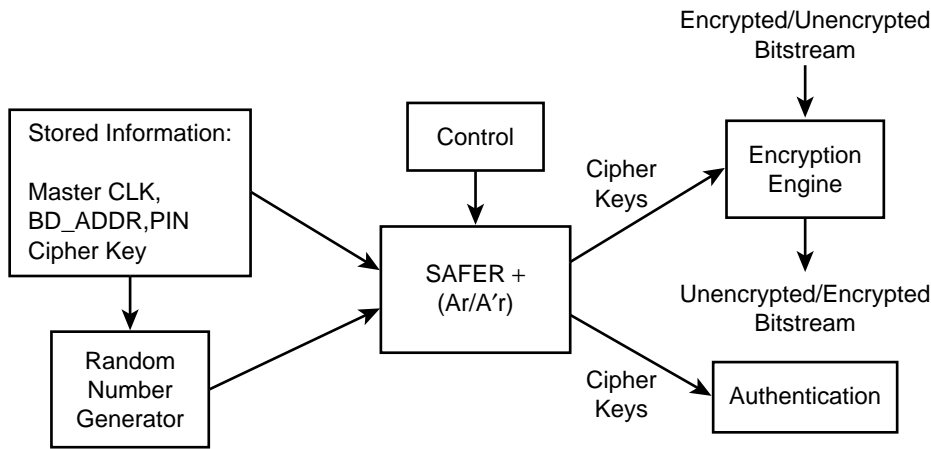 Encrypted/Unencrypted
Bitstream
Stored Information:
Master CLK,
BD_ADDR,PIN
Cipher Key
Control
Cipher
Keys
Encryption
Engine
SAFER +
(Ar/A′r)
Unencrypted/Encrypted
Bitstream
Random
Number
Generator
Cipher
Keys
Authentication